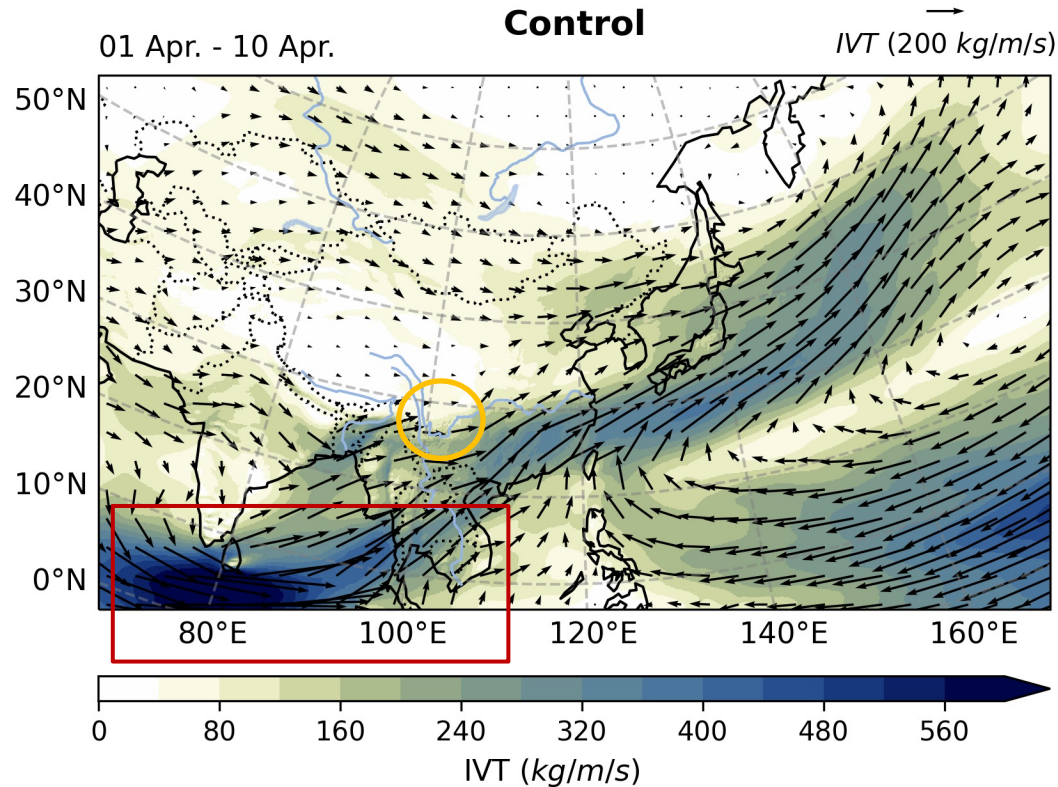 Control
01 Apr. - 10 Apr.
IVT (200 kg/m/s)
50°N
40°N
30°N
20°N
10°N
0°N
80°E 100°E 120°E 140°E 160°E
0 80 160 240 320 400 480 560
IVT (kg/m/s)